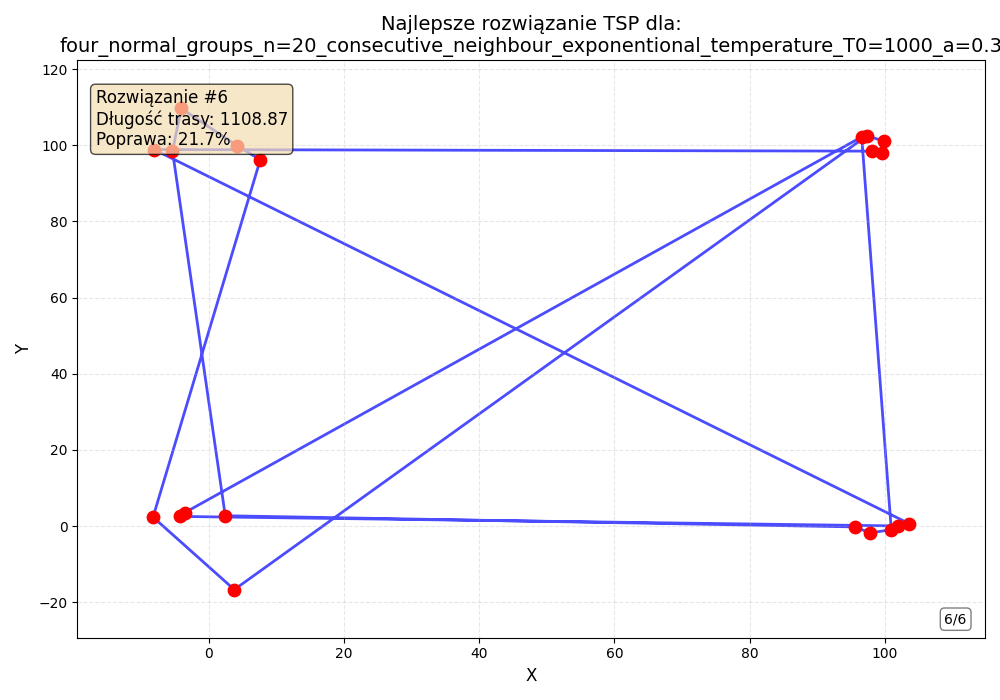 Najlepsze rozwiązanie TSP dla:
four_normal_groups_n=20_consecutive_neighbour_exponentional_temperature_T0=1000_a=0.3
Rozwiązanie #6
Długość trasy: 1108.87
Poprawa: 21.7%
120
100
80
60
40
20
0
−20
Y
0
20
40
60
80
100
X
6/6